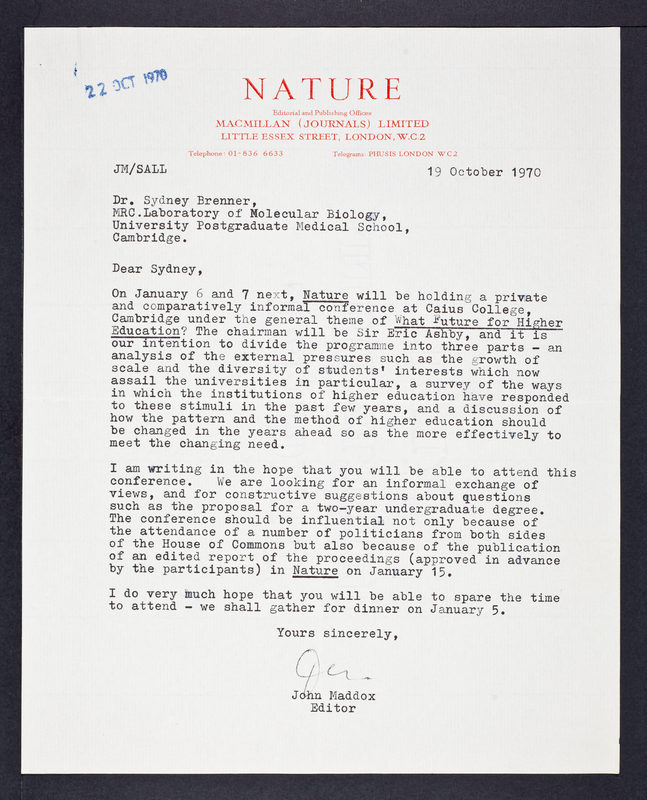 22 OCT 1970
NATURE
Editorial and Publishing Offices
MACMILLAN (JOURNALS) LIMITED
LITTLE ESSEX STREET, LONDON, W.C.2
Telephone: 01-836 6633 Telegrams: PHUSIS LONDON WC2
JM/SALL 19 October 1970
Dr. Sydney Brenner,
MRC.Laboratory of Molecular Biology,
University Postgraduate Medical School,
Cambridge.
Dear Sydney,
On January 6 and 7 next, Nature will be holding a private
and comparatively informal conference at Caius College,
Cambridge under the general theme of What Future for Higher
Education? The chairman will be Sir Eric Ashby, and it is
our intention to divide the programme into three parts - an
analysis of the external pressures such as the growth of
scale and the diversity of students' interests which now
assail the universities in particular, a survey of the ways
in which the institutions of higher education have responded
to these stimuli in the past few years, and a discussion of
how the pattern and the method of higher education should
be changed in the years ahead so as the more effectively to
meet the changing need.
I am writing in the hope that you will be able to attend this
conference. We are looking for an informal exchange of
views, and for constructive suggestions about questions
such as the proposal for a two-year undergraduate degree.
The conference should be influential not only because of
the attendance of a number of politicians from both sides
of the House of Commons but also because of the publication
of an edited report of the proceedings (approved in advance
by the participants) in Nature on January 15.
I do very much hope that you will be able to spare the time
to attend - we shall gather for dinner on January 5.
Yours sincerely,
John Maddox
Editor